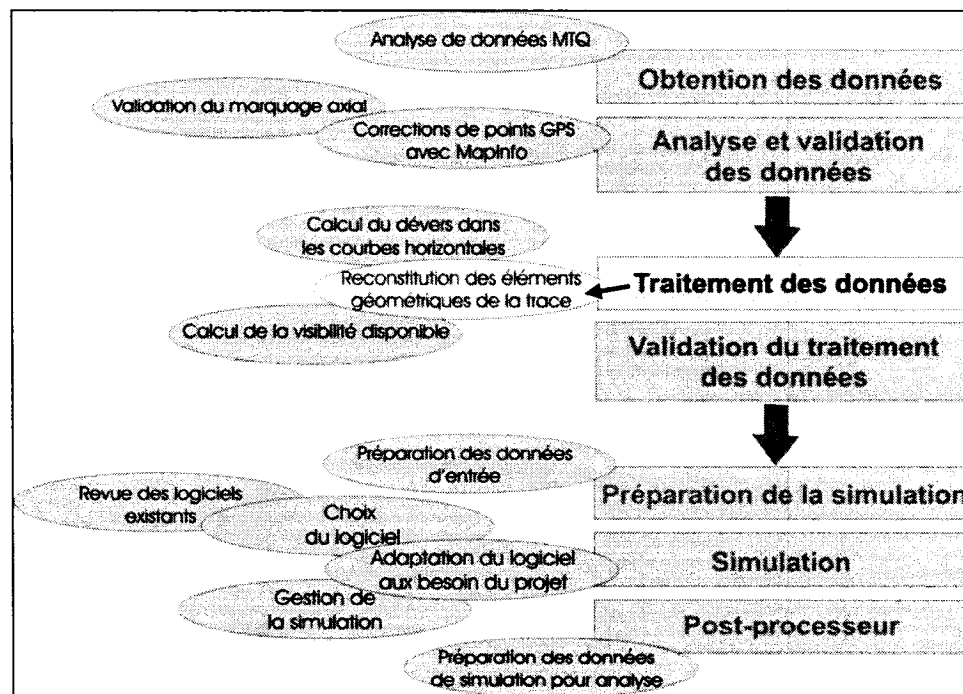 Analyse de données MTQ
Obtention des données
Validation du marquage axial
Corrections de points GPS
avec MapInfo
Analyse et validation
des données
Calcul du dévers dans
les courbes horizontales
Reconstitution des éléments
géométriques de la trace
Traitement des données
Calcul de la visibilité disponible
Validation du traitement
des données
Préparation des données
d'entrée
Préparation de la simulation
Revue des logiciels
existants
Choix
du logiciel
Adaptation du logiciel
aux besoin du projet
Simulation
Gestion de
la simulation
Post-processeur
Préparation des données
de simulation pour analyse